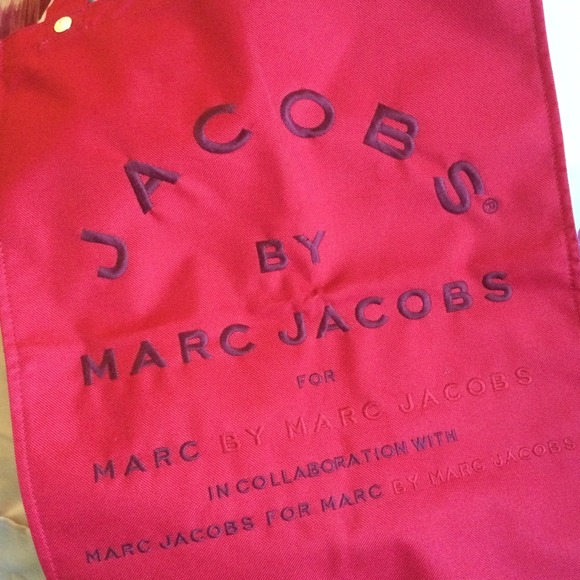 JACOBS®
BY
MARC JACOBS
FOR
MARC BY MARC JACOBS
IN COLLABORATION WITH
MARC JACOBS FOR MARC BY MARC JACOBS